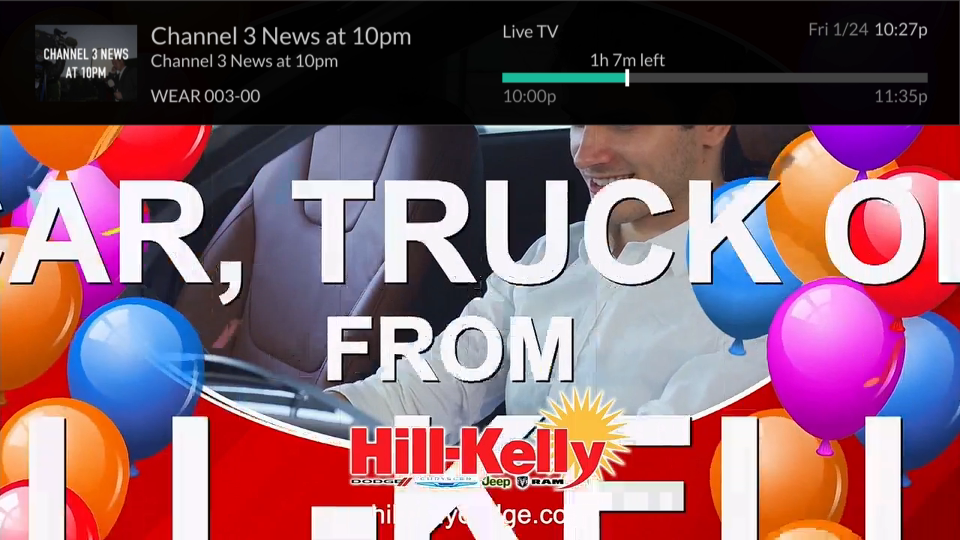 CHANNEL 3 NEWS
AT 10PM
Channel 3 News at 10pm
Channel 3 News at 10pm
WEAR 003-00
Live TV
Fri 1/24 10:27p
1h 7m left
10:00p
11:35p
AR, TRUCK O
FROM
Hill-Kelly
DODGE CHRYSLER Jeep RAM